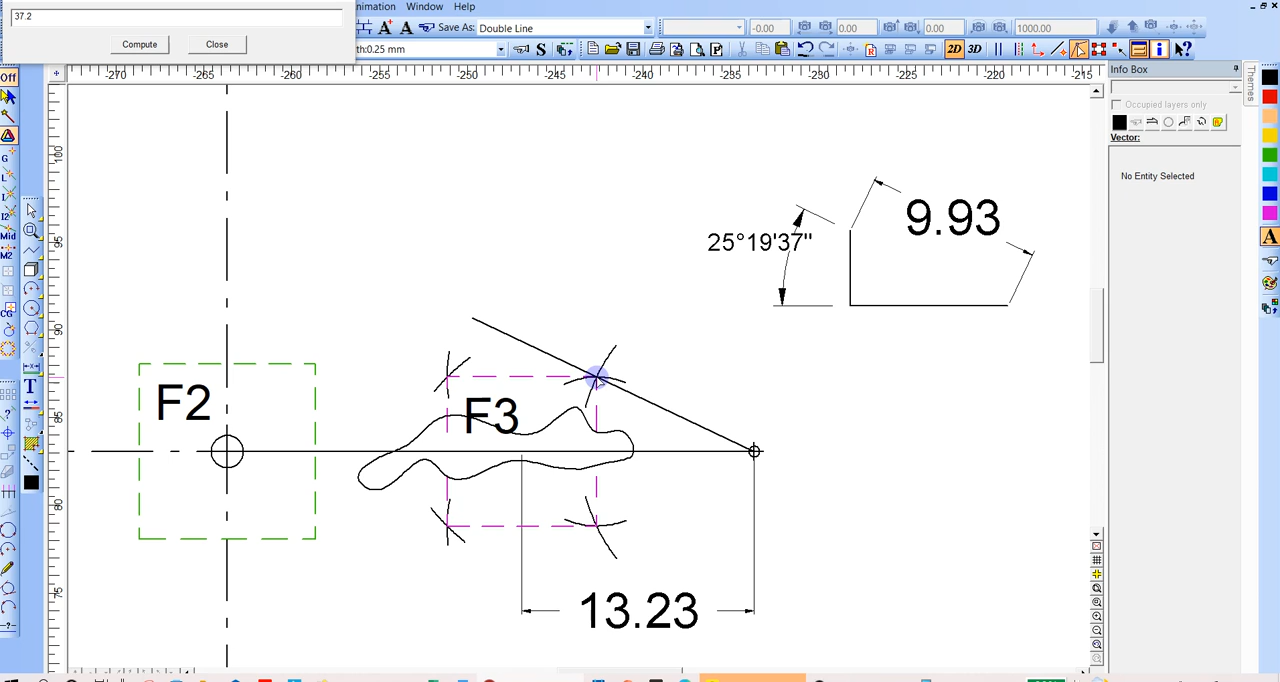 37.2
Compute
Close
nimation
Window
Help
Save As:
Double Line
-0.00
0.00
0.00
1000.00
th:0.25 mm
S
P
R
2D
3D
-270
-265
-260
-255
-250
-245
-240
-235
-230
-225
-220
-215
Info Box
Occupied layers only
Vector:
No Entity Selected
Themes
Off
G
L
I
I2
Mid
M2
CG
T
A
100
95
90
85
80
75
F2
F3
9.93
25°19'37"
13.23